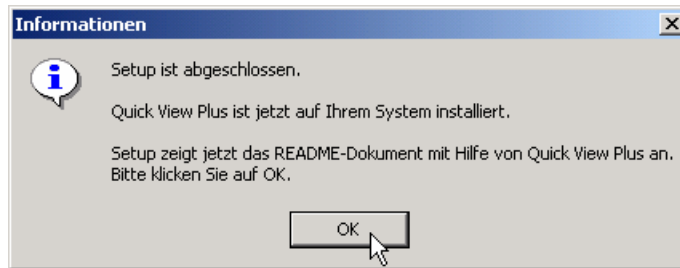 Informationen
Setup ist abgeschlossen.
Quick View Plus ist jetzt auf Ihrem System installiert.
Setup zeigt jetzt das README-Dokument mit Hilfe von Quick View Plus an.
Bitte klicken Sie auf OK.
OK